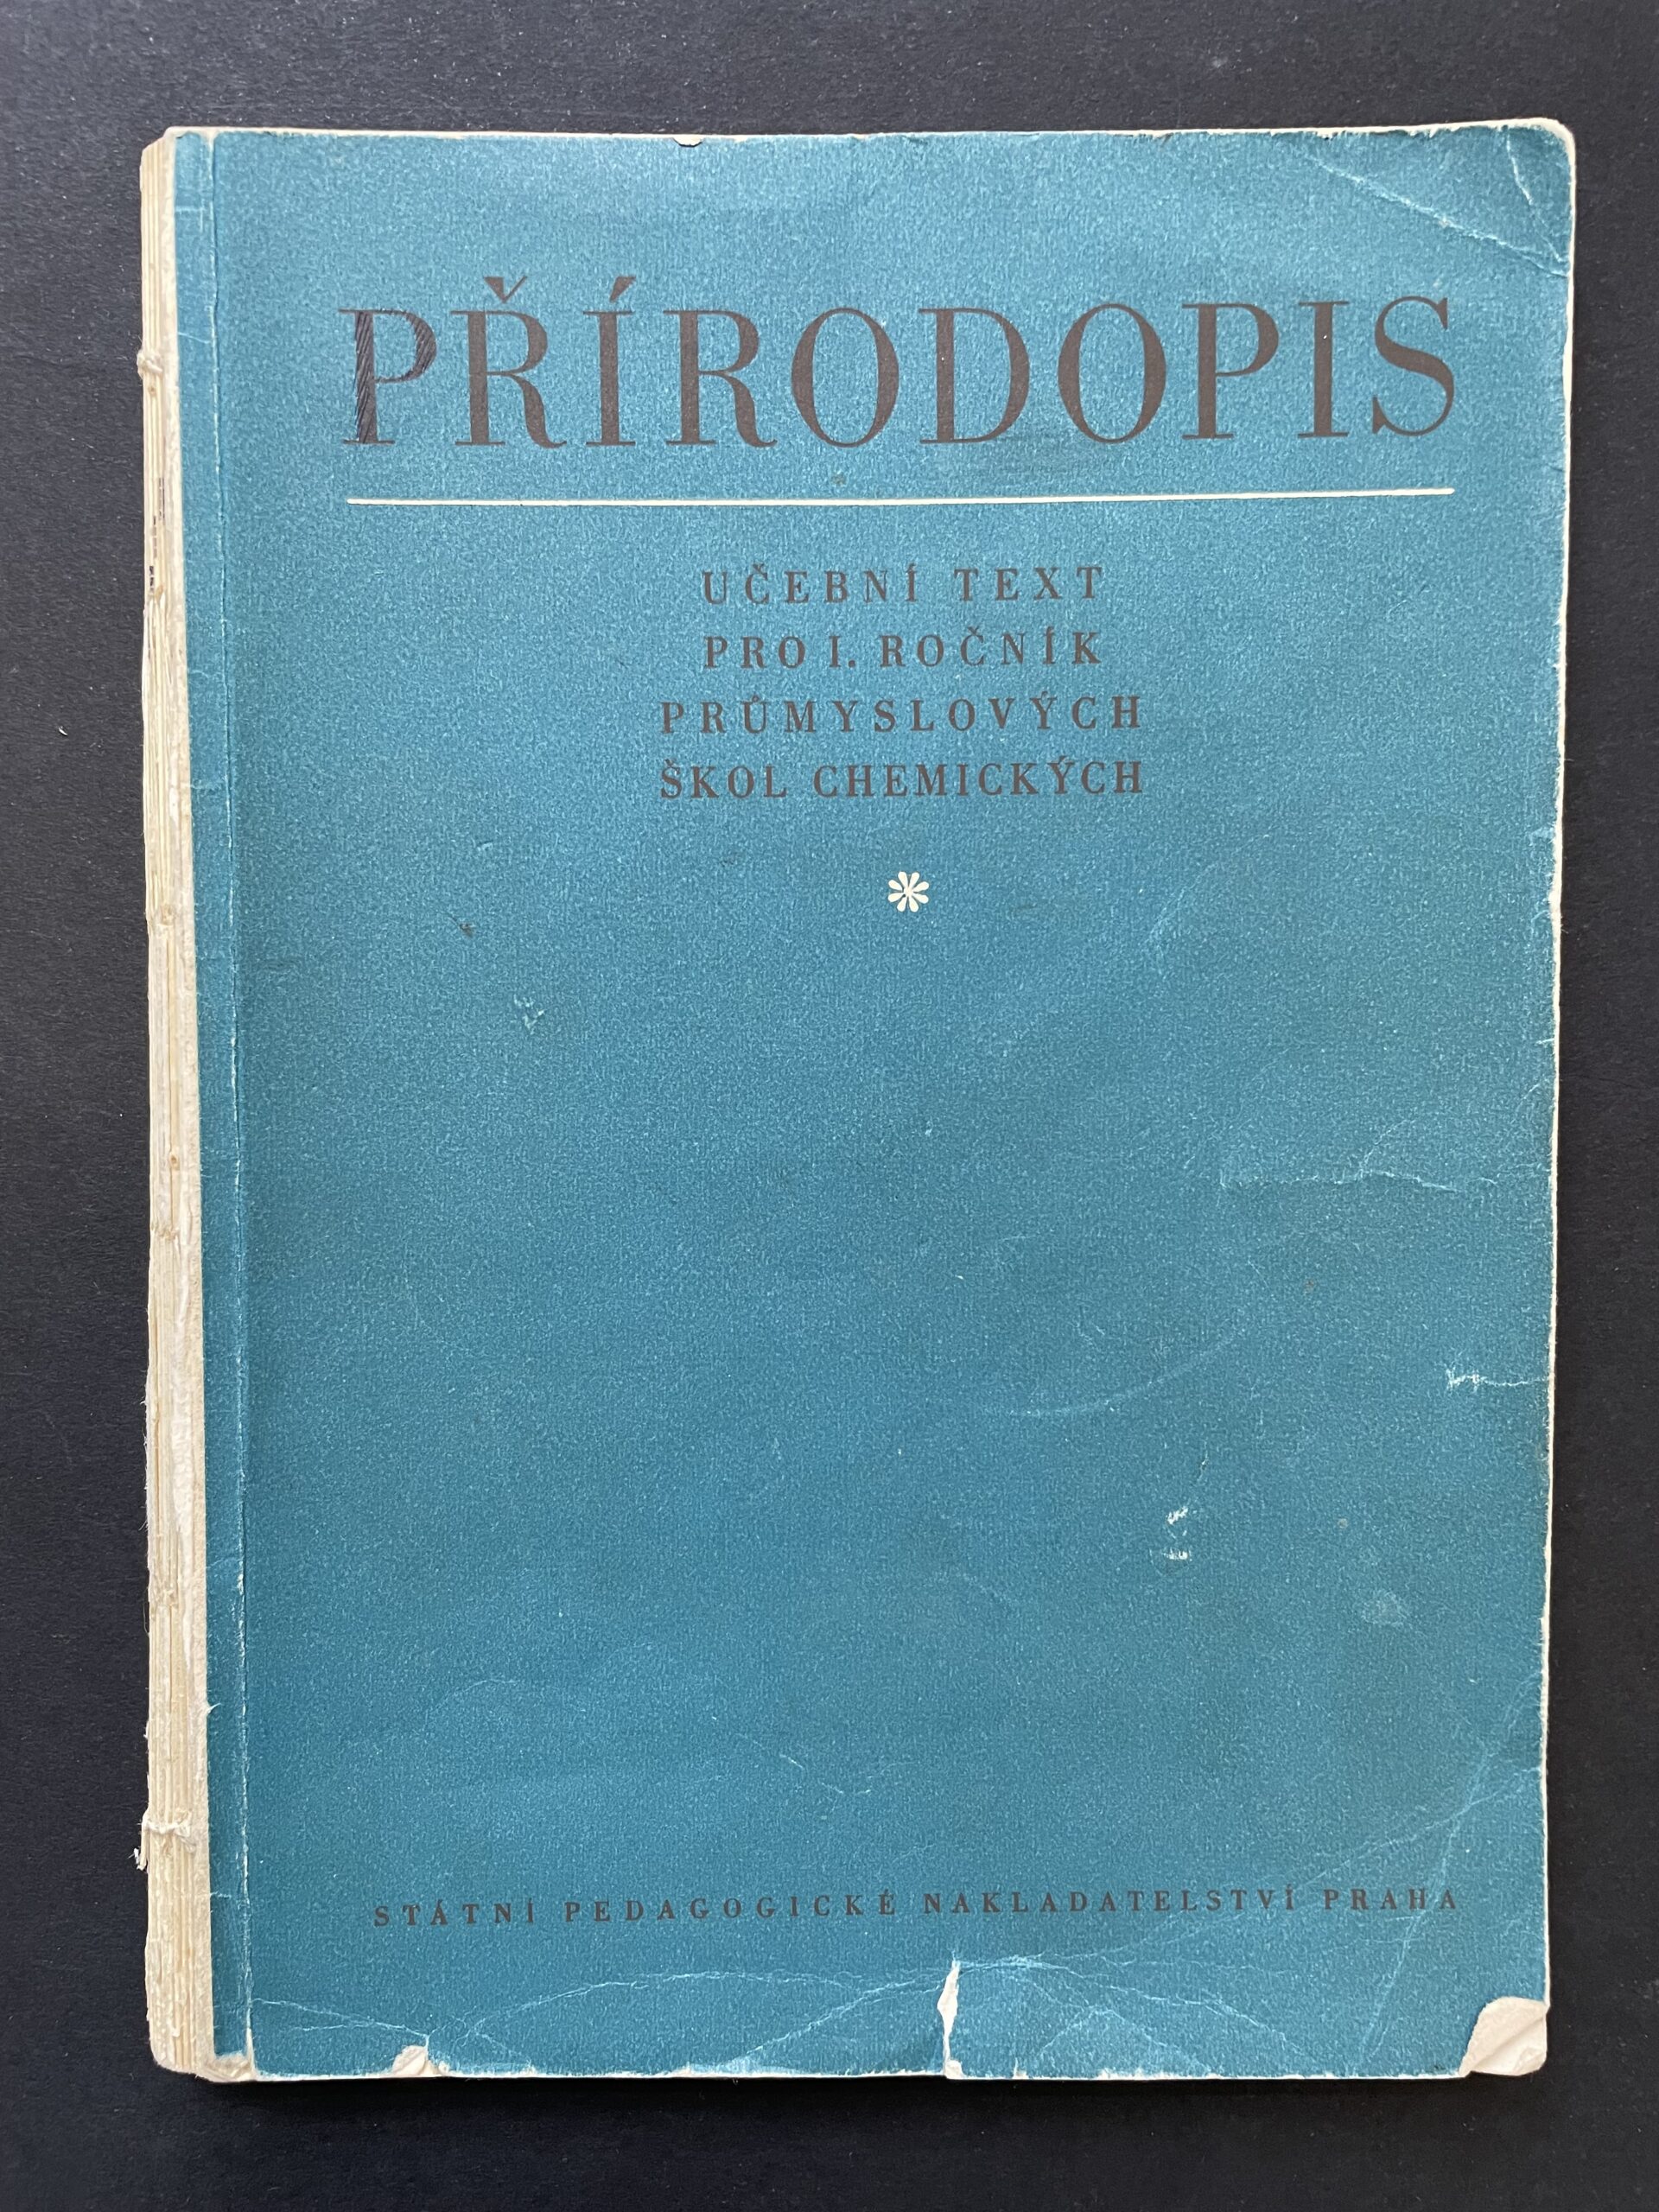 PŘÍRODOPIS
UČEBNÍ TEXT
PRO I. ROČNÍK
PRŮMYSLOVÝCH
ŠKOL CHEMICKÝCH
STÁTNÍ PEDAGOGICKÉ NAKLADATELSTVÍ PRAHA